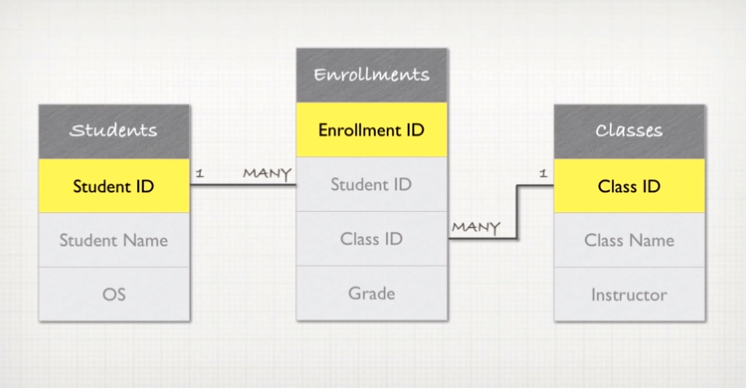 Students
Student ID
Student Name
OS
1
MANY
Enrollments
Enrollment ID
Student ID
Class ID
Grade
MANY
1
Classes
Class ID
Class Name
Instructor